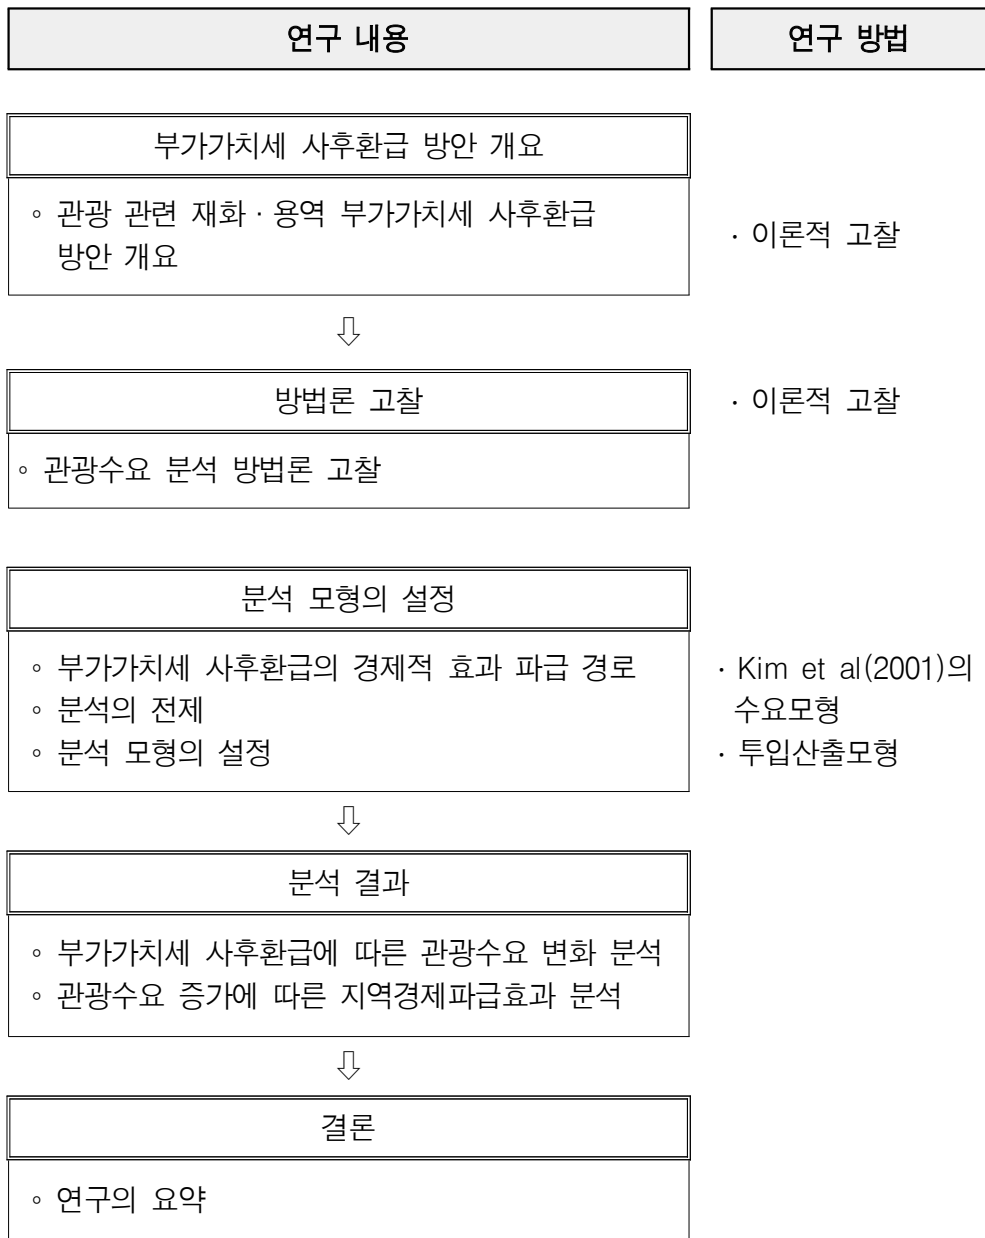 연구 내용
연구 방법
부가가치세 사후환급 방안 개요
◦ 관광 관련 재화·용역 부가가치세 사후환급
방안 개요
· 이론적 고찰
⇩
방법론 고찰
· 이론적 고찰
◦ 관광수요 분석 방법론 고찰
분석 모형의 설정
◦ 부가가치세 사후환급의 경제적 효과 파급 경로
◦ 분석의 전제
◦ 분석 모형의 설정
· Kim et al(2001)의
수요모형
· 투입산출모형
⇩
분석 결과
◦ 부가가치세 사후환급에 따른 관광수요 변화 분석
◦ 관광수요 증가에 따른 지역경제파급효과 분석
⇩
결론
◦ 연구의 요약